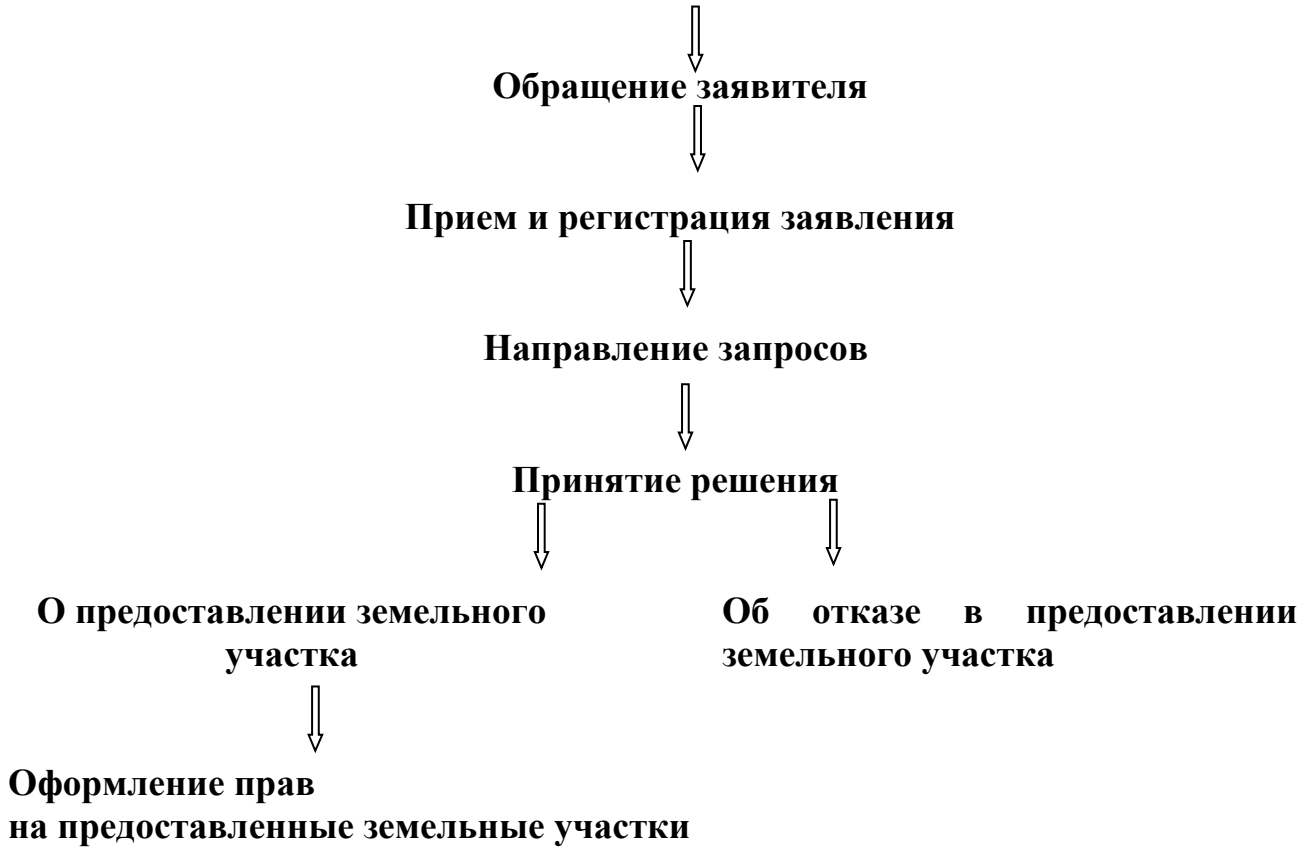 Обращение заявителя
Прием и регистрация заявления
Направление запросов
Принятие решения
О предоставлении земельного
участка
Об отказе в предоставлении
земельного участка
Оформление прав
на предоставленные земельные участки